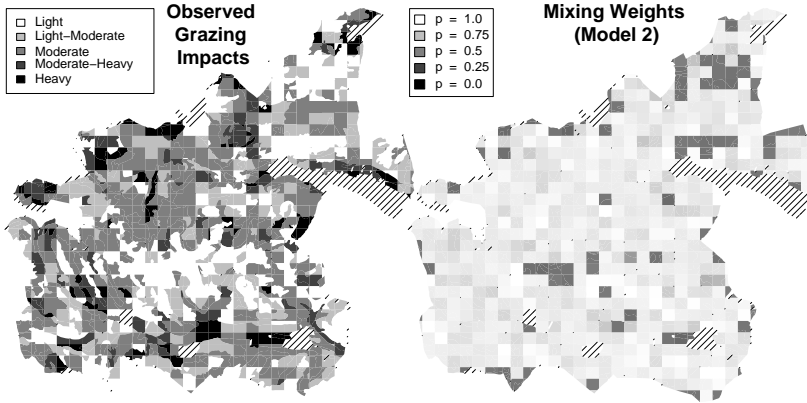 Observed
Grazing
Impacts
Light
Light−Moderate
Moderate
Moderate−Heavy
Heavy
Mixing Weights
(Model 2)
p = 1.0
p = 0.75
p = 0.5
p = 0.25
p = 0.0